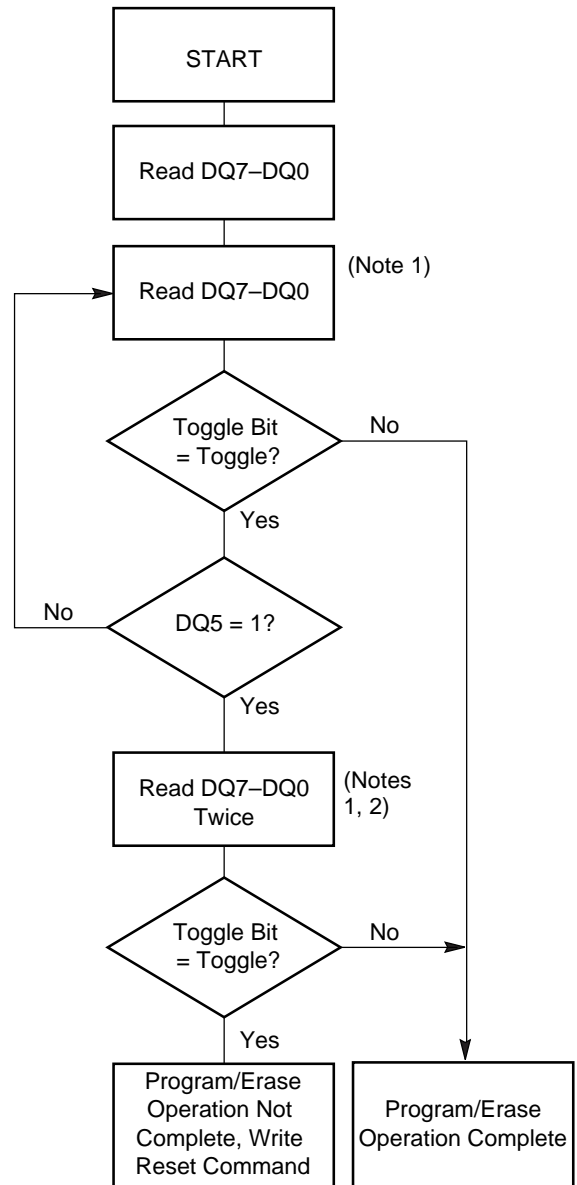 START
Read DQ7–DQ0
Read DQ7–DQ0
(Note 1)
Toggle Bit
= Toggle?
No
Yes
DQ5 = 1?
No
Yes
Read DQ7–DQ0
Twice
(Notes
1, 2)
Toggle Bit
= Toggle?
No
Yes
Program/Erase
Operation Not
Complete, Write
Reset Command
Program/Erase
Operation Complete